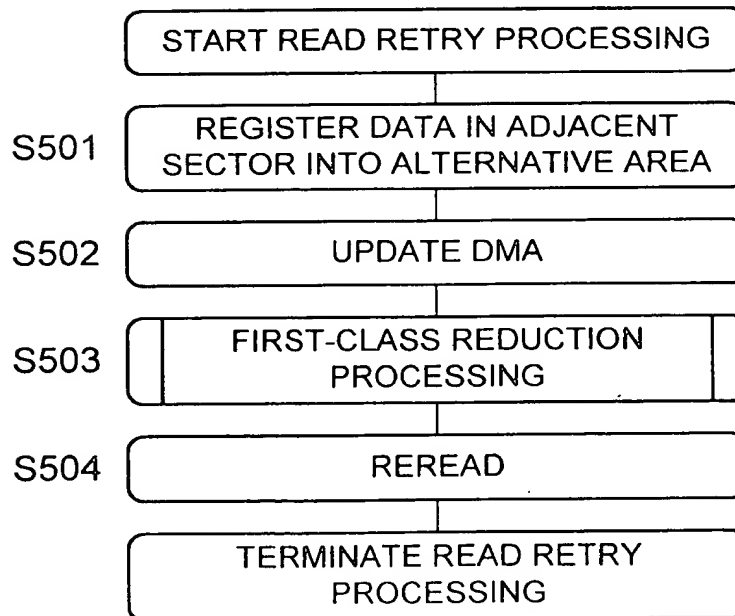 START READ RETRY PROCESSING
S501
REGISTER DATA IN ADJACENT
SECTOR INTO ALTERNATIVE AREA
S502
UPDATE DMA
S503
FIRST-CLASS REDUCTION
PROCESSING
S504
REREAD
TERMINATE READ RETRY
PROCESSING